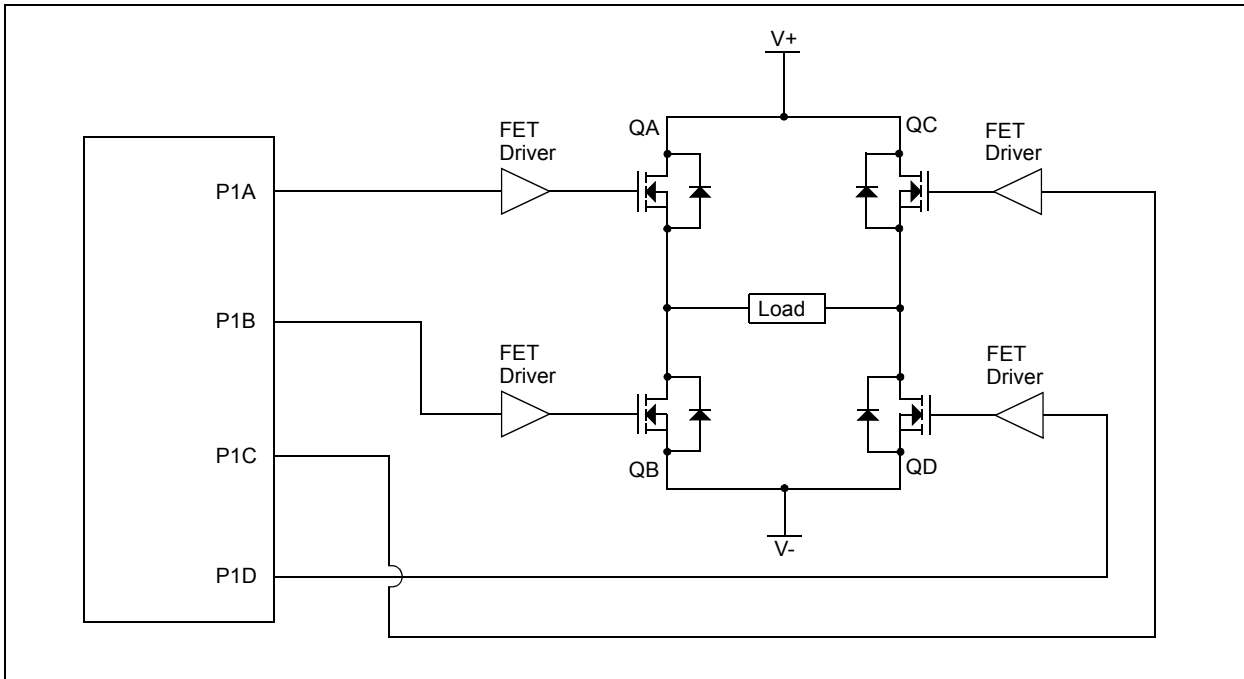 V+
QA
QC
FET
Driver
FET
Driver
P1A
Load
P1B
FET
Driver
FET
Driver
P1C
QB
QD
V-
P1D